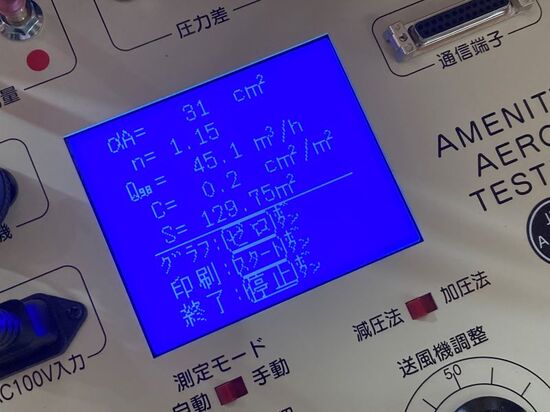 圧力差
量
通信端子
αA= 31 cm²
n= 1.15
Q₉.₈= 45.1 m³/h
C= 0.2 cm²/m²
S= 129.75m²
グラフ:ゼロボタン
印刷:スタートボタン
終了:停止ボタン
AMENITY
AERO
TEST
機
C100V入力
測定モード
自動 手動
減圧法 加圧法
送風機調整
50